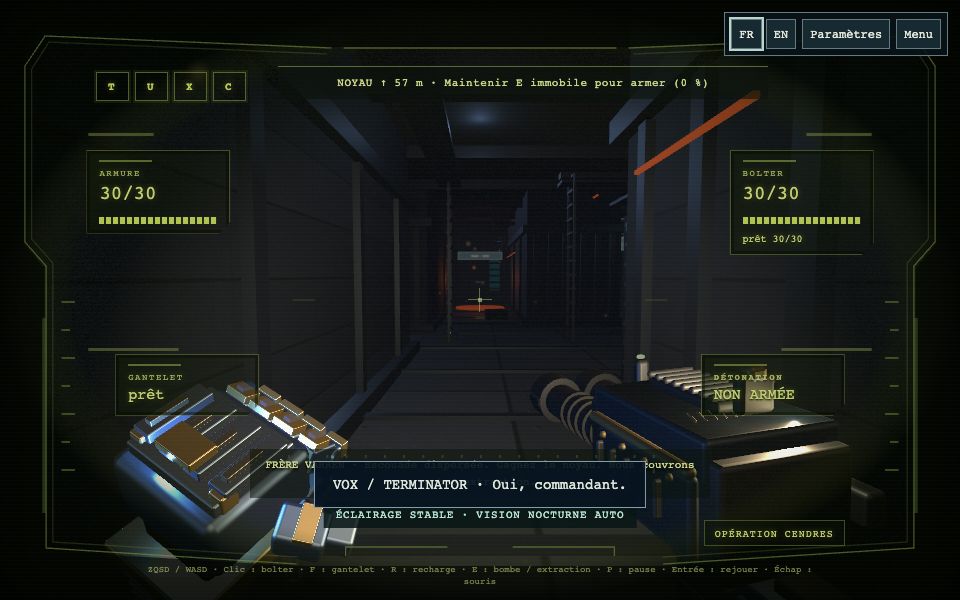 FR EN Paramètres Menu
T U X C
NOYAU ↑ 57 m · Maintenir E immobile pour armer (0 %)
ARMURE
30/30
BOLTER
30/30
prêt 30/30
GANTELET
prêt
DÉTONATION
NON ARMÉE
FRÈRE
couvrons
VOX / TERMINATOR · Oui, commandant.
ÉCLAIRAGE STABLE · VISION NOCTURNE AUTO
OPÉRATION CENDRES
ZQSD / WASD · Clic : bolter · F : gantelet · R : recharge · E : bombe / extraction · P : pause · Entrée : rejouer · Échap :
souris